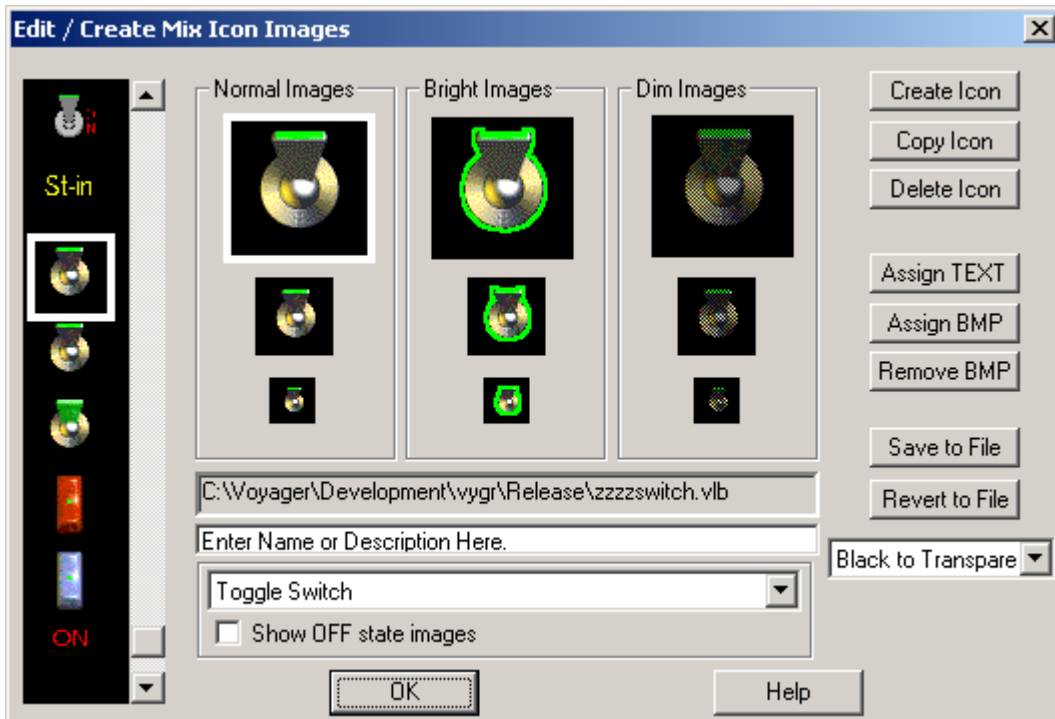 Edit / Create Mix Icon Images
St-in
ON
Normal Images
Bright Images
Dim Images
C:\Voyager\Development\vygr\Release\zzzzswitch.vlb
Enter Name or Description Here.
Toggle Switch
Show OFF state images
OK
Help
Create Icon
Copy Icon
Delete Icon
Assign TEXT
Assign BMP
Remove BMP
Save to File
Revert to File
Black to Transpare